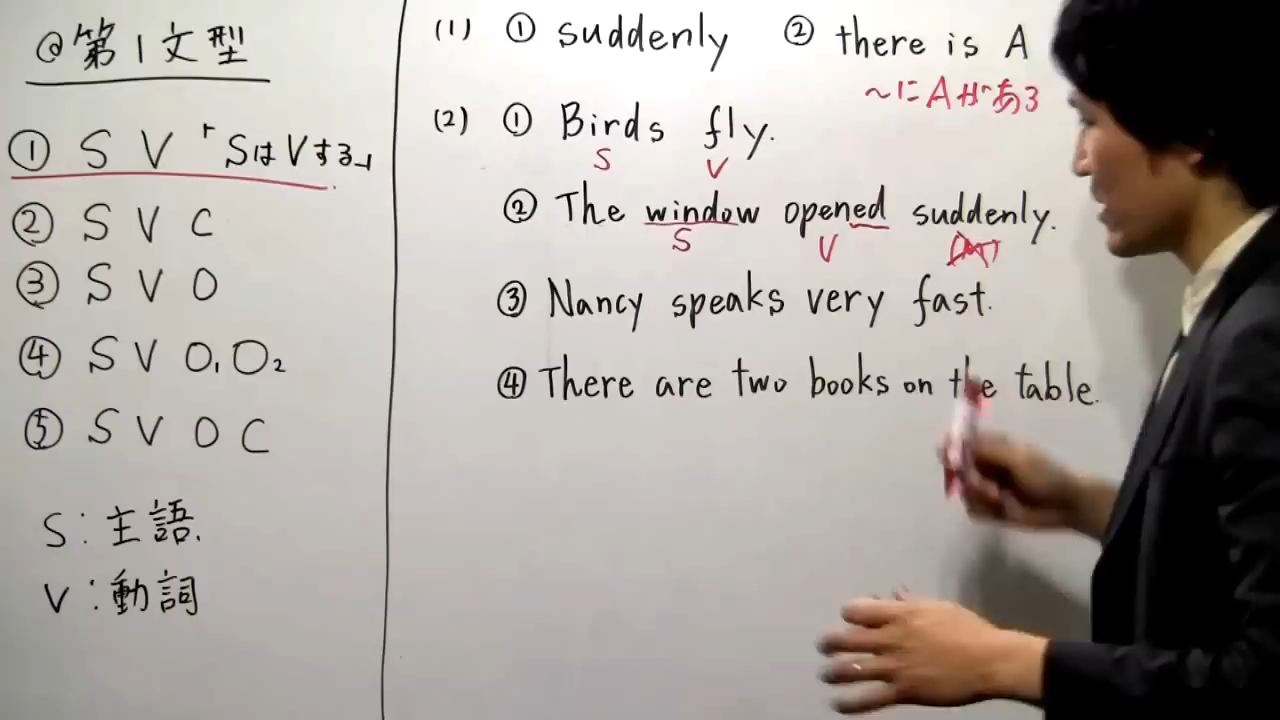 @第1文型
① S V 「SはVする」
② S V C
③ S V O
④ S V O₁O₂
⑤ S V O C
S:主語.
V:動詞
(1) ① suddenly ② there is A
~にAがある
(2) ① Birds fly.
S V
② The window opened suddenly.
S V
③ Nancy speaks very fast.
④ There are two books on the table.